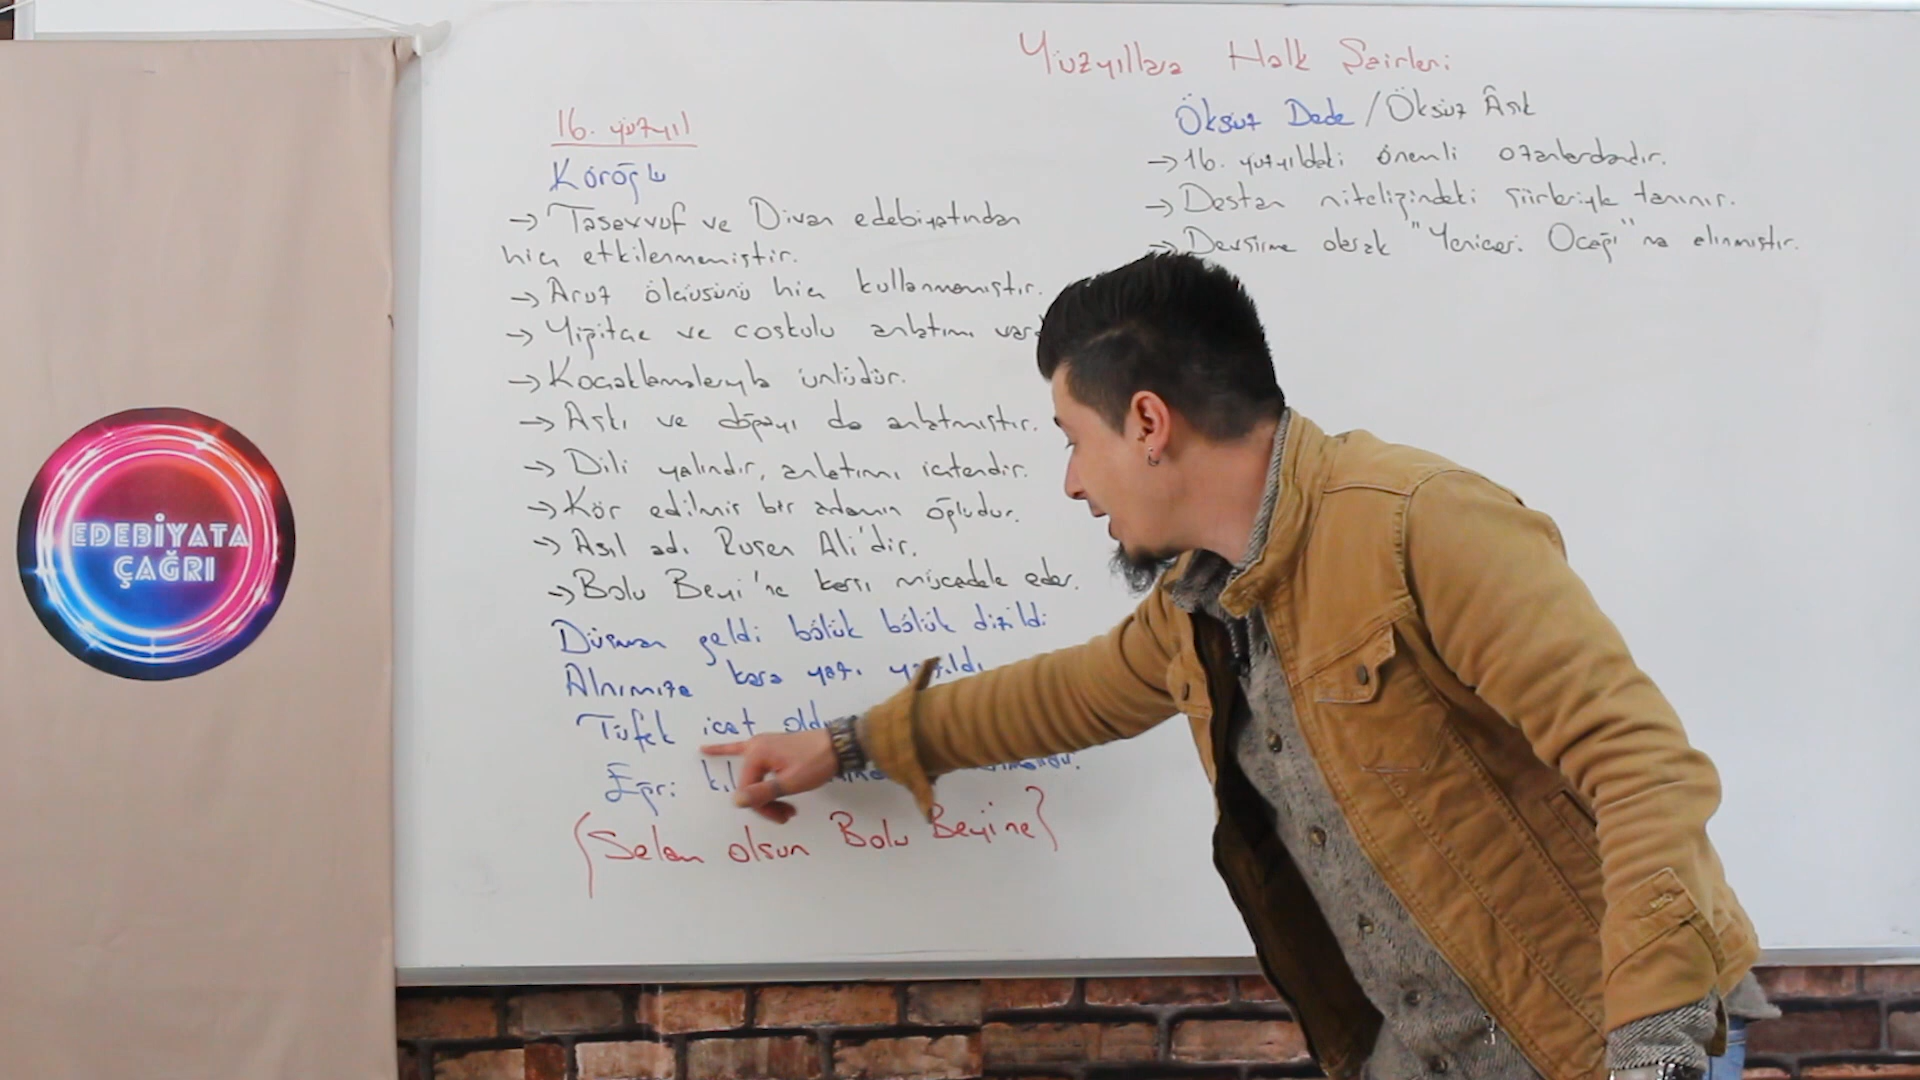 Yüzyıllara Halk Şairleri
16. yüzyıl
Köroğlu
→ Tasavvuf ve Divan edebiyatından
hiç etkilenmemiştir.
→ Aruz ölçüsünü hiç kullanmamıştır.
→ Yiğitçe ve coşkulu anlatımı
→ Koçaklamalarıyla ünlüdür.
→ Aşkı ve doğayı da anlatmıştır.
→ Dili yalındır, anlatımı içtendir.
→ Kör edilmiş bir adamın oğludur.
→ Asıl adı Ruşen Ali'dir.
→ Bolu Beyi'ne karşı mücadele eder.
Düşman geldi bölük bölük dizildi
Alnımıza kara yazı yazıldı
Tüfek icat oldu
Eğri
(Selam olsun Bolu Beyi'ne)
Öksüz Dede / Öksüz Âşık
→ 16. yüzyıldaki önemli ozanlardandır.
→ Destan niteliğindeki şiirleriyle tanınır.
→ Devşirme olarak "Yeniçeri Ocağı"na alınmıştır.
EDEBİYATA
ÇAĞRI